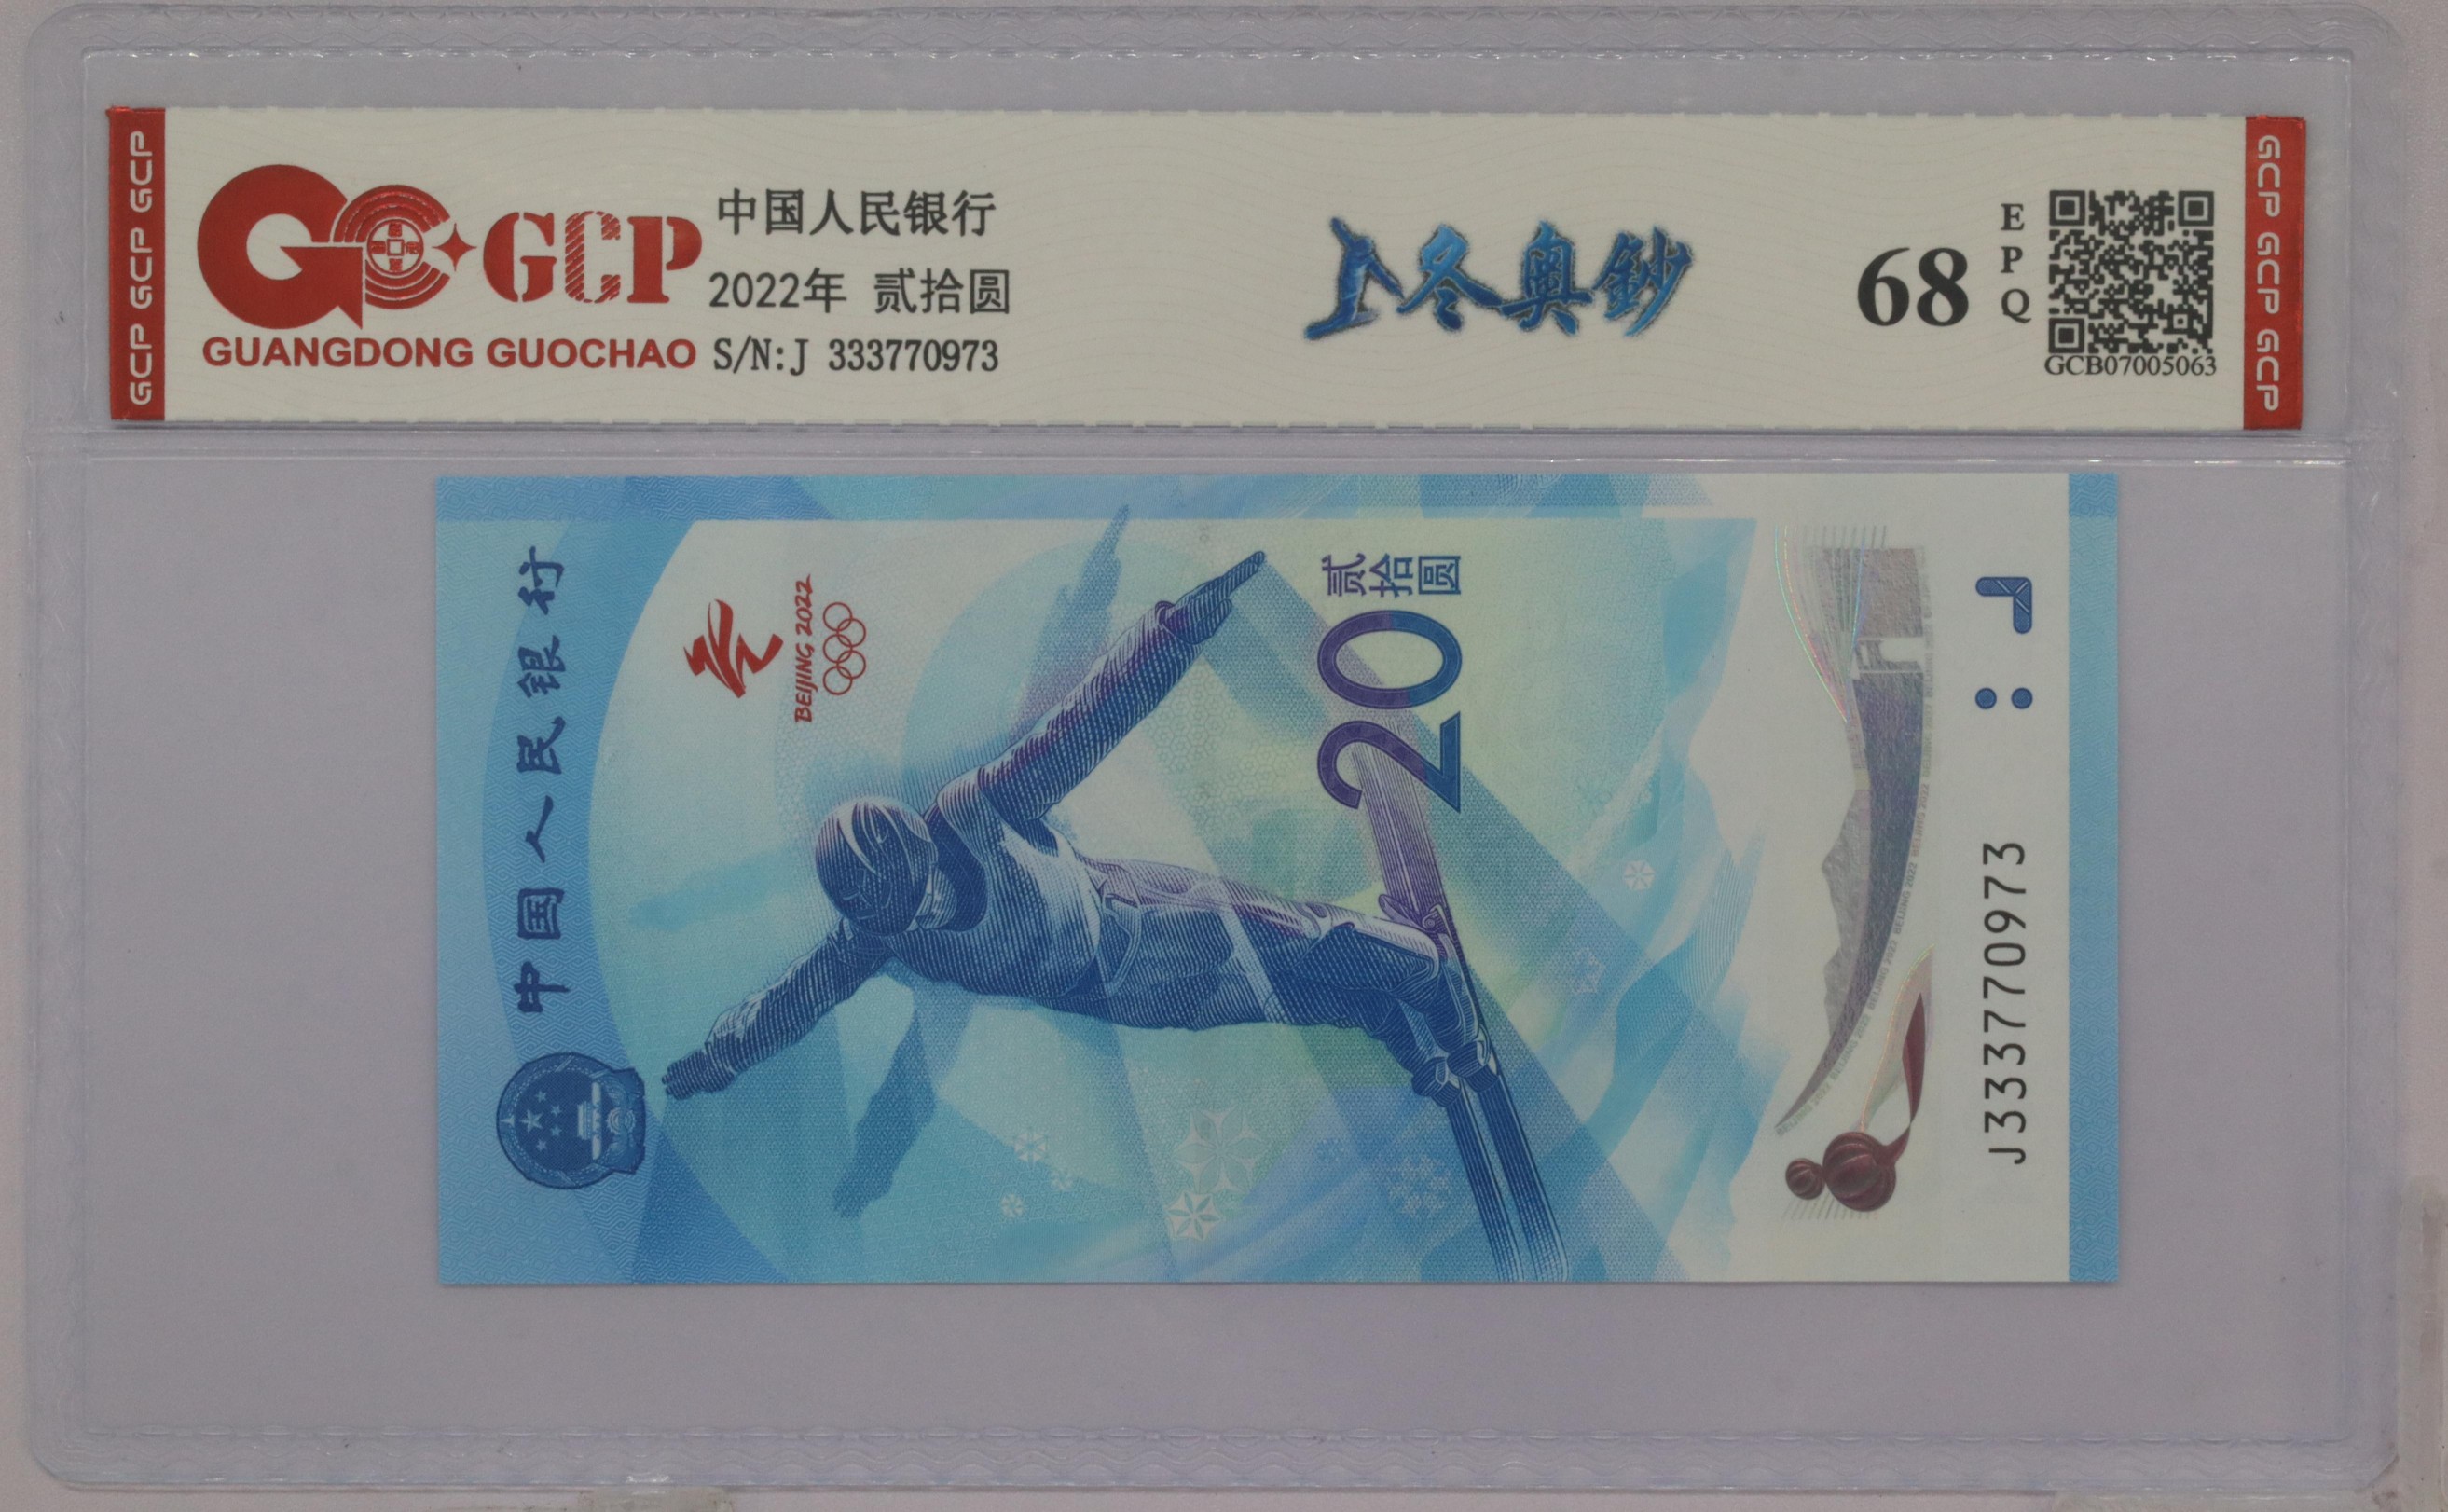 GCP GCP GCP
GCP
GUANGDONG GUOCHAO
中国人民银行
2022年 贰拾圆
S/N:J 333770973
上冬奥鈔
68
EPQ
GCB07005063
GCP GCP GCP
中国人民银行
BEIJING 2022
贰拾圆
20
J333770973